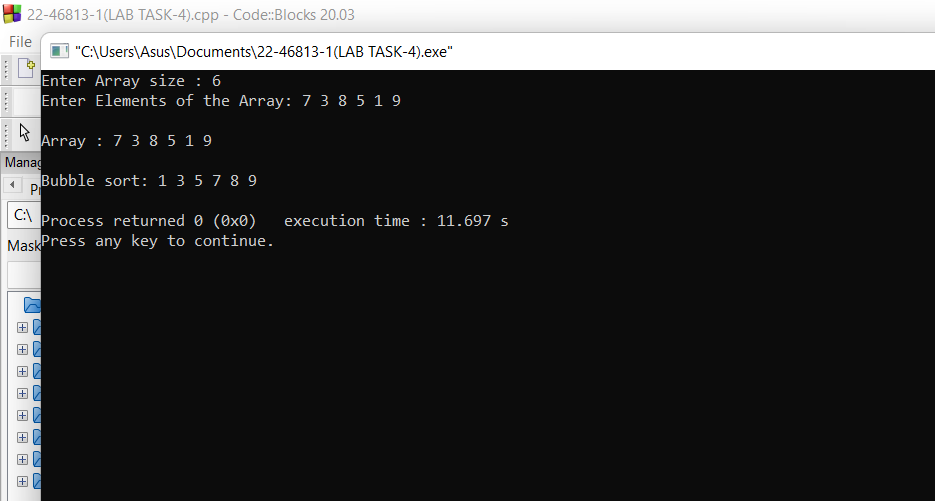 22-46813-1(LAB TASK-4).cpp - Code::Blocks 20.03
File
"C:\Users\Asus\Documents\22-46813-1(LAB TASK-4).exe"
Enter Array size : 6
Enter Elements of the Array: 7 3 8 5 1 9
Array : 7 3 8 5 1 9
Manag
Bubble sort: 1 3 5 7 8 9
Pr
C:\
Process returned 0 (0x0)   execution time : 11.697 s
Mask
Press any key to continue.